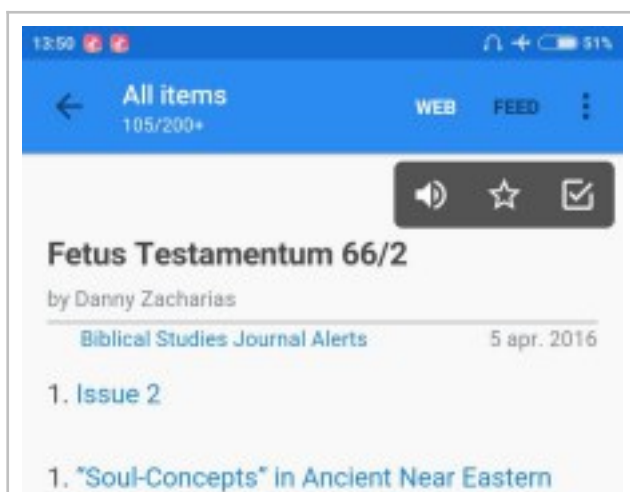 13:50 51%
All items
105/200+
WEB FEED
Fetus Testamentum 66/2
by Danny Zacharias
Biblical Studies Journal Alerts 5 apr. 2016
1. Issue 2
1. "Soul-Concepts" in Ancient Near Eastern